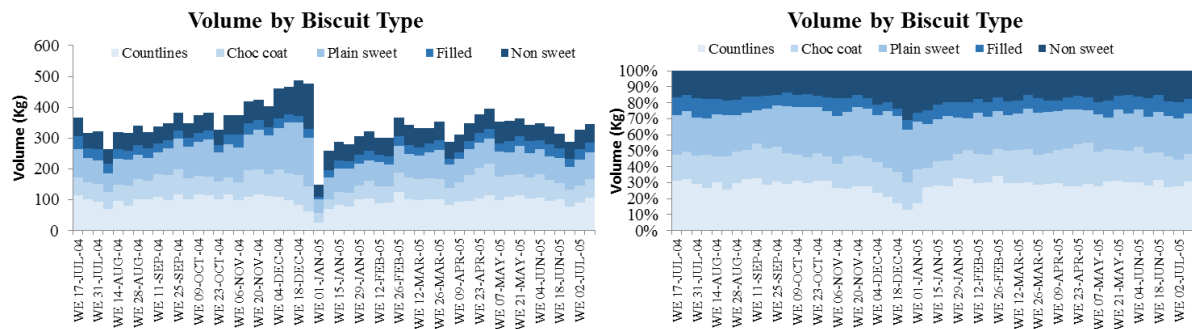 Volume by Biscuit Type
Countlines Choc coat Plain sweet Filled Non sweet
Volume (Kg)
600
500
400
300
200
100
0
WE 17-JUL-04
WE 31-JUL-04
WE 14-AUG-04
WE 28-AUG-04
WE 11-SEP-04
WE 25-SEP-04
WE 09-OCT-04
WE 23-OCT-04
WE 06-NOV-04
WE 20-NOV-04
WE 04-DEC-04
WE 18-DEC-04
WE 01-JAN-05
WE 15-JAN-05
WE 29-JAN-05
WE 12-FEB-05
WE 26-FEB-05
WE 12-MAR-05
WE 26-MAR-05
WE 09-APR-05
WE 23-APR-05
WE 07-MAY-05
WE 21-MAY-05
WE 04-JUN-05
WE 18-JUN-05
WE 02-JUL-05
Volume by Biscuit Type
Countlines Choc coat Plain sweet Filled Non sweet
Volume (Kg)
100%
90%
80%
70%
60%
50%
40%
30%
20%
10%
0%
WE 17-JUL-04
WE 31-JUL-04
WE 14-AUG-04
WE 28-AUG-04
WE 11-SEP-04
WE 25-SEP-04
WE 09-OCT-04
WE 23-OCT-04
WE 06-NOV-04
WE 20-NOV-04
WE 04-DEC-04
WE 18-DEC-04
WE 01-JAN-05
WE 15-JAN-05
WE 29-JAN-05
WE 12-FEB-05
WE 26-FEB-05
WE 12-MAR-05
WE 26-MAR-05
WE 09-APR-05
WE 23-APR-05
WE 07-MAY-05
WE 21-MAY-05
WE 04-JUN-05
WE 18-JUN-05
WE 02-JUL-05